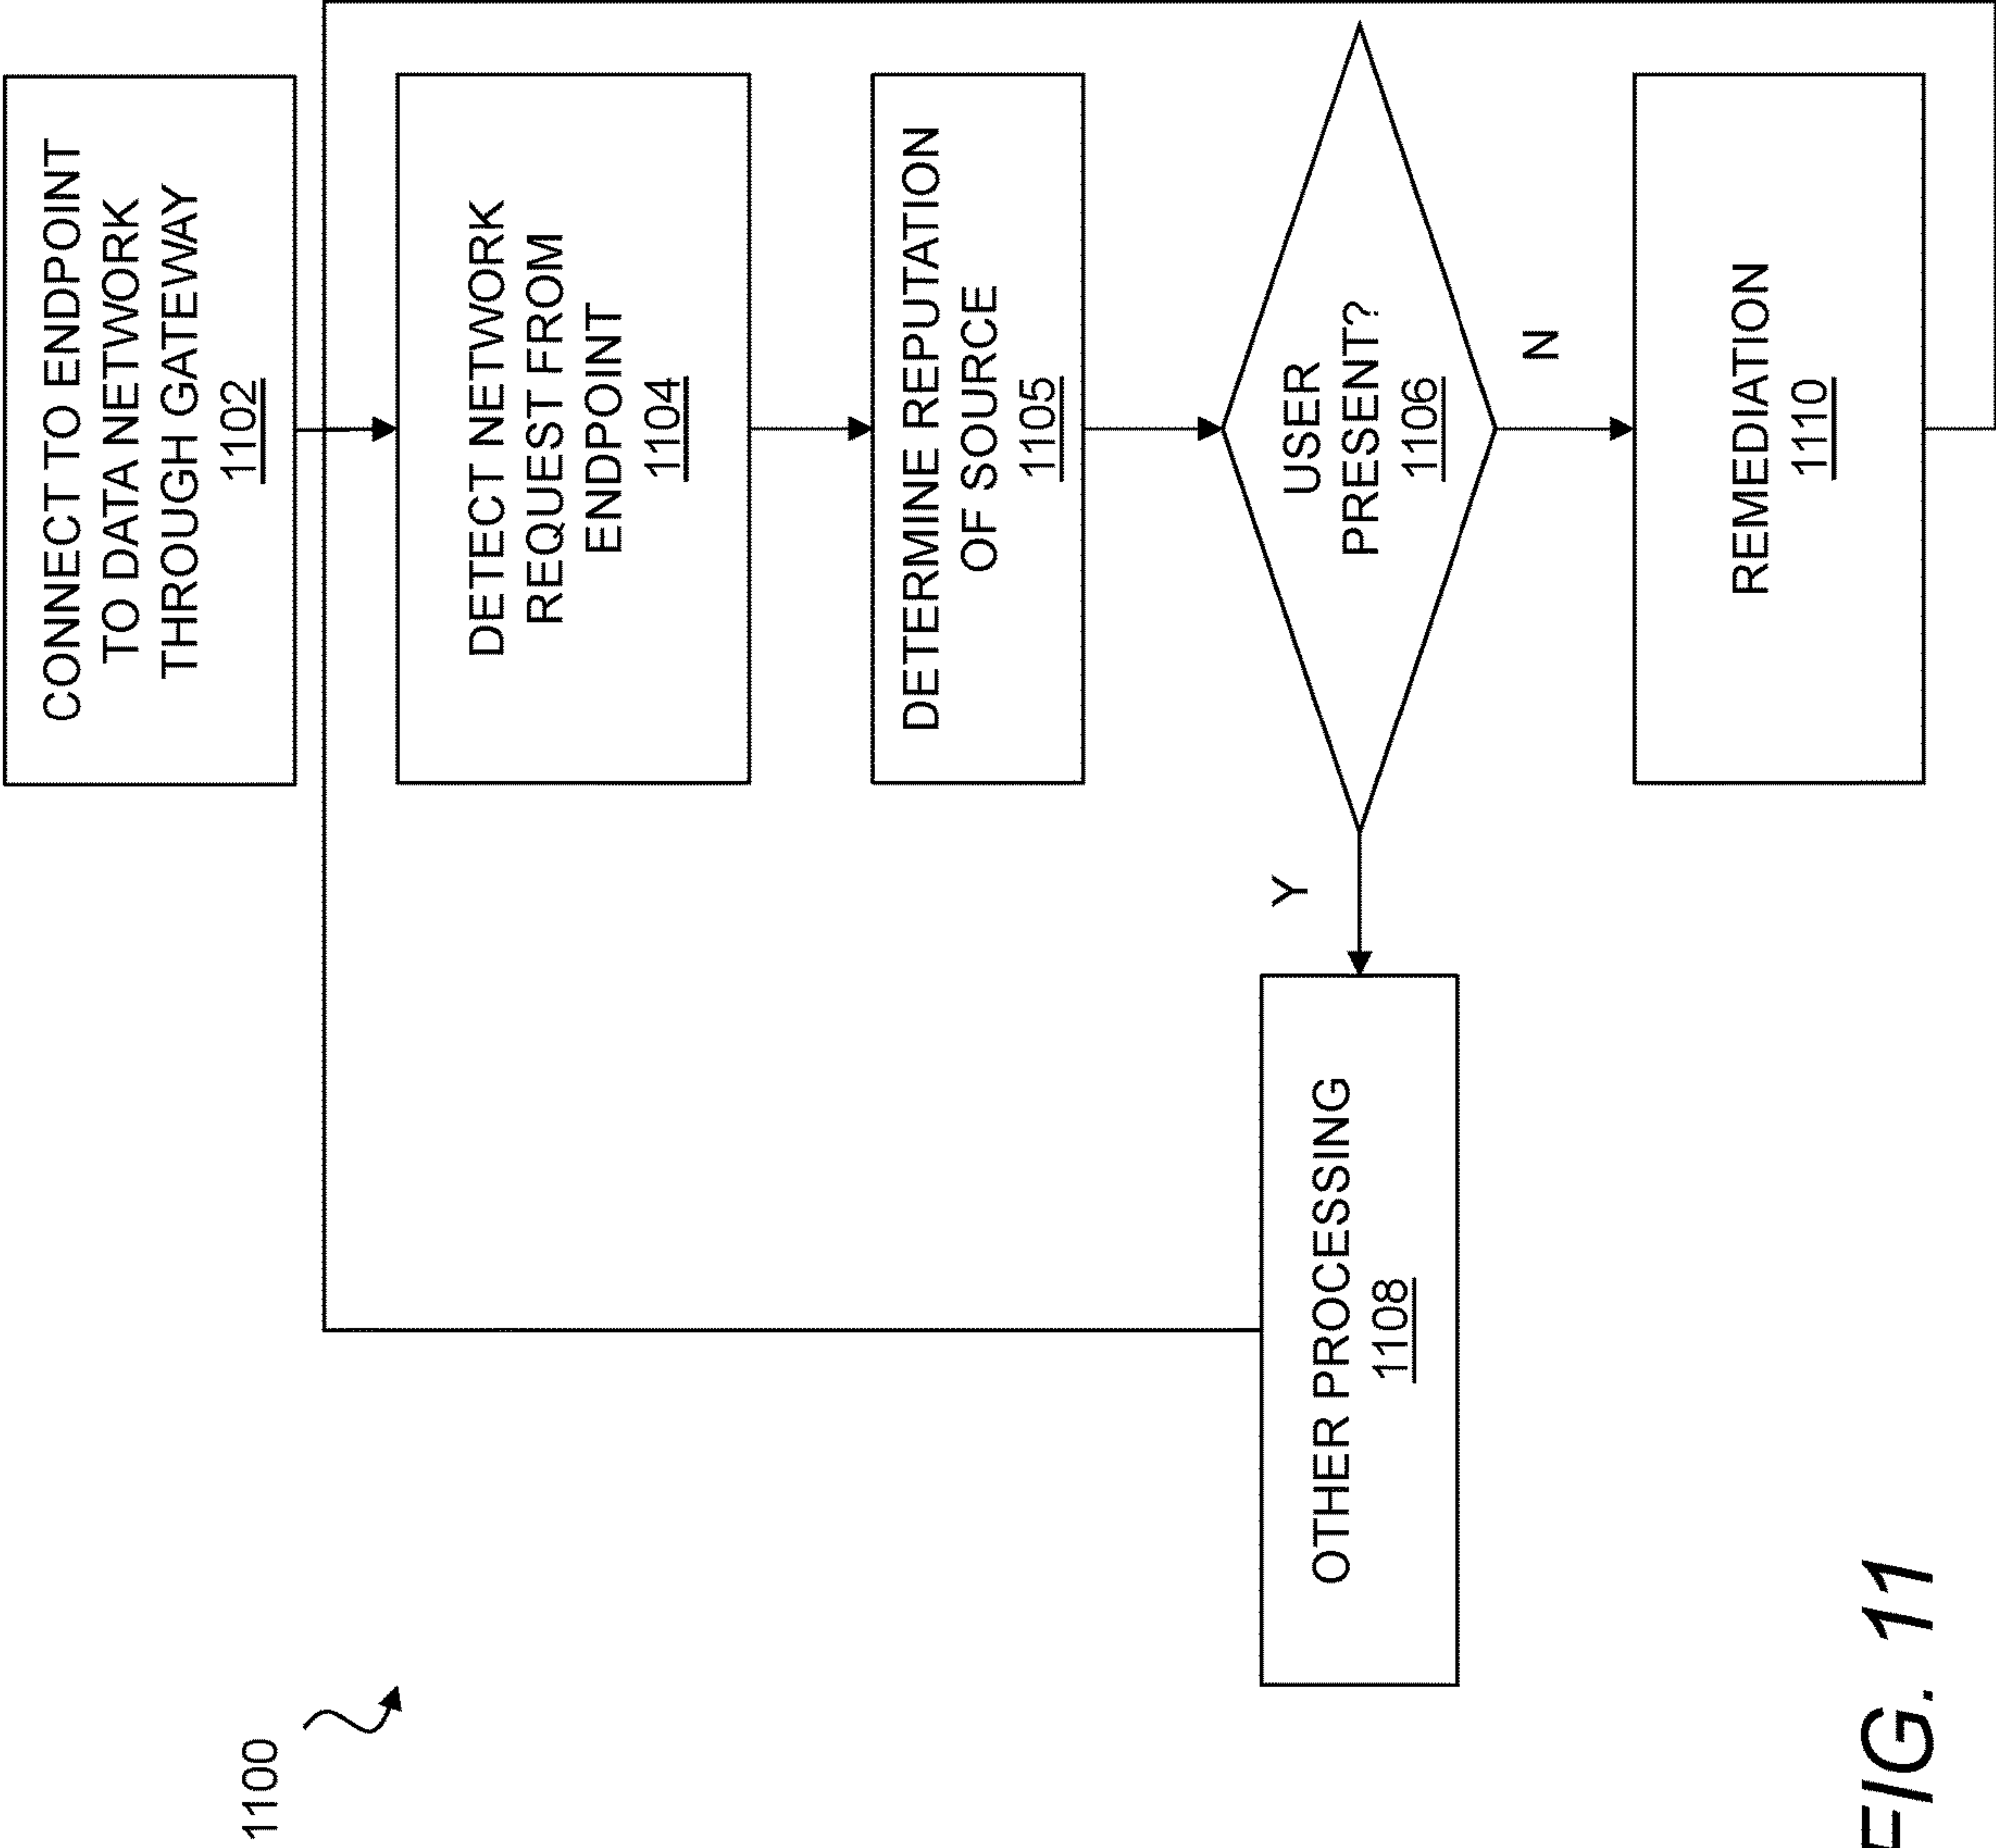 1100
CONNECT TO ENDPOINT
TO DATA NETWORK
THROUGH GATEWAY
1102
DETECT NETWORK
REQUEST FROM
ENDPOINT
1104
DETERMINE REPUTATION
OF SOURCE
1105
USER
PRESENT?
1106
Y
N
OTHER PROCESSING
1108
REMEDIATION
1110
FIG. 11